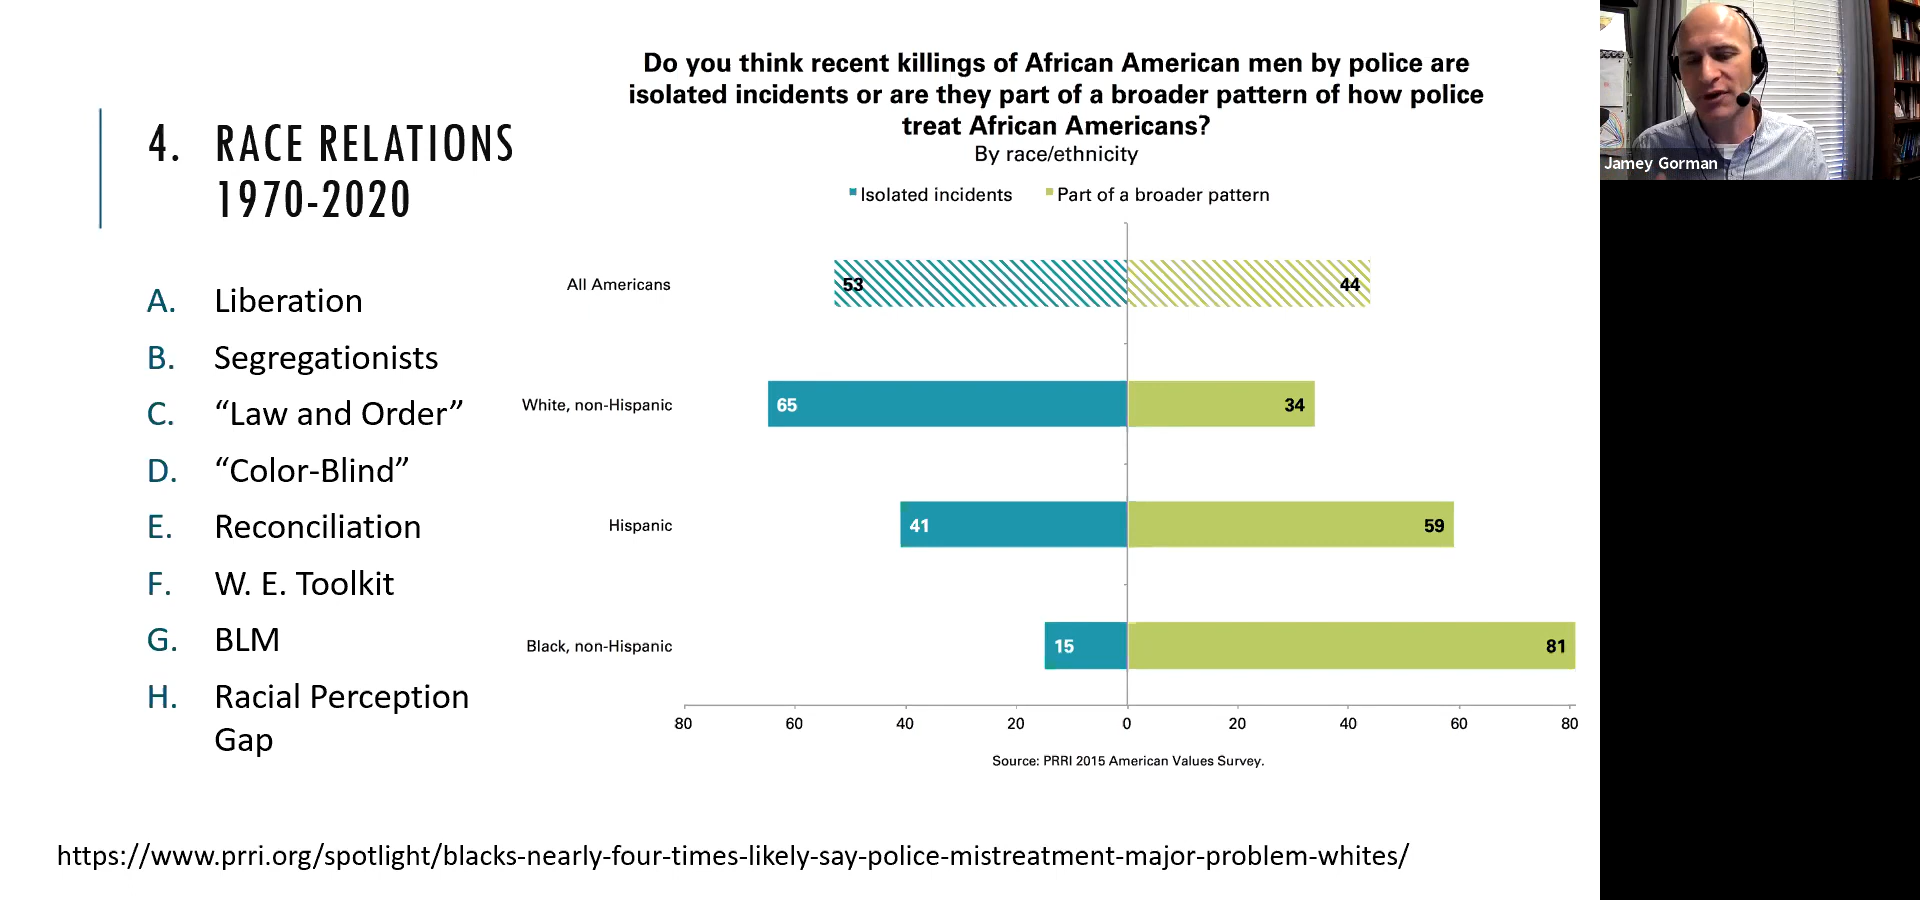 4. RACE RELATIONS
1970-2020
A. Liberation
B. Segregationists
C. “Law and Order”
D. “Color-Blind”
E. Reconciliation
F. W. E. Toolkit
G. BLM
H. Racial Perception
Gap
Do you think recent killings of African American men by police are
isolated incidents or are they part of a broader pattern of how police
treat African Americans?
By race/ethnicity
Isolated incidents Part of a broader pattern
All Americans 53 44
White, non-Hispanic 65 34
Hispanic 41 59
Black, non-Hispanic 15 81
80 60 40 20 0 20 40 60 80
Source: PRRI 2015 American Values Survey.
https://www.prri.org/spotlight/blacks-nearly-four-times-likely-say-police-mistreatment-major-problem-whites/
Jamey Gorman